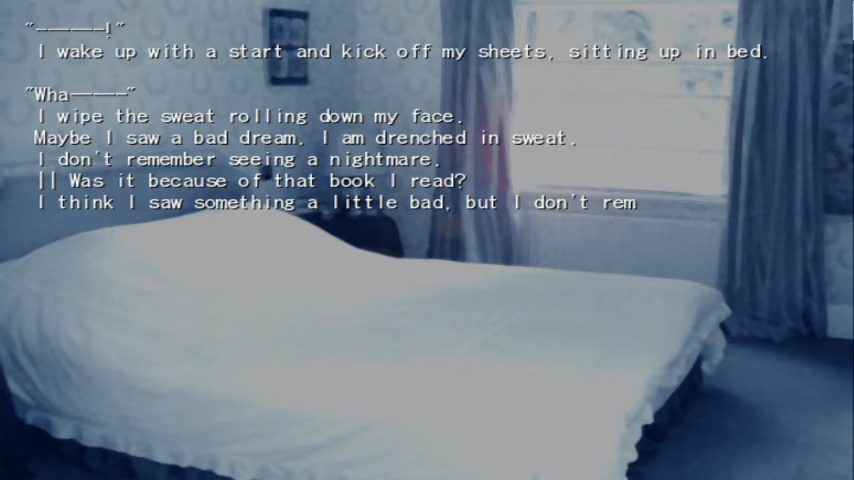 "―――――!"
I wake up with a start and kick off my sheets, sitting up in bed.
"Wha――――"
I wipe the sweat rolling down my face.
Maybe I saw a bad dream, I am drenched in sweat.
I don't remember seeing a nightmare.
|| Was it because of that book I read?
I think I saw something a little bad, but I don't rem